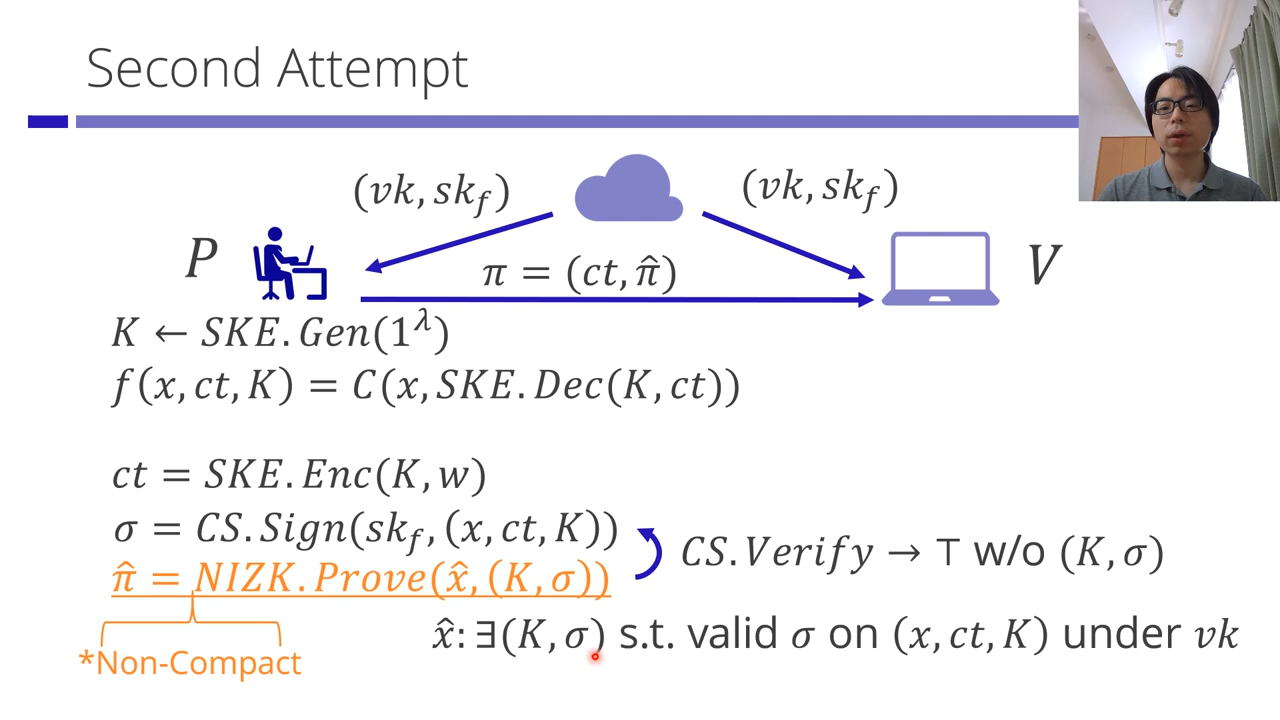 Second Attempt
(vk, sk_f)
(vk, sk_f)
P
π = (ct, π̂)
V
K ← SKE.Gen(1^λ)
f(x, ct, K) = C(x, SKE.Dec(K, ct))
ct = SKE.Enc(K, w)
σ = CS.Sign(sk_f, (x, ct, K))
CS.Verify → ⊤ w/o (K, σ)
π̂ = NIZK.Prove(x̂, (K, σ))
x̂: ∃(K, σ) s.t. valid σ on (x, ct, K) under vk
*Non-Compact